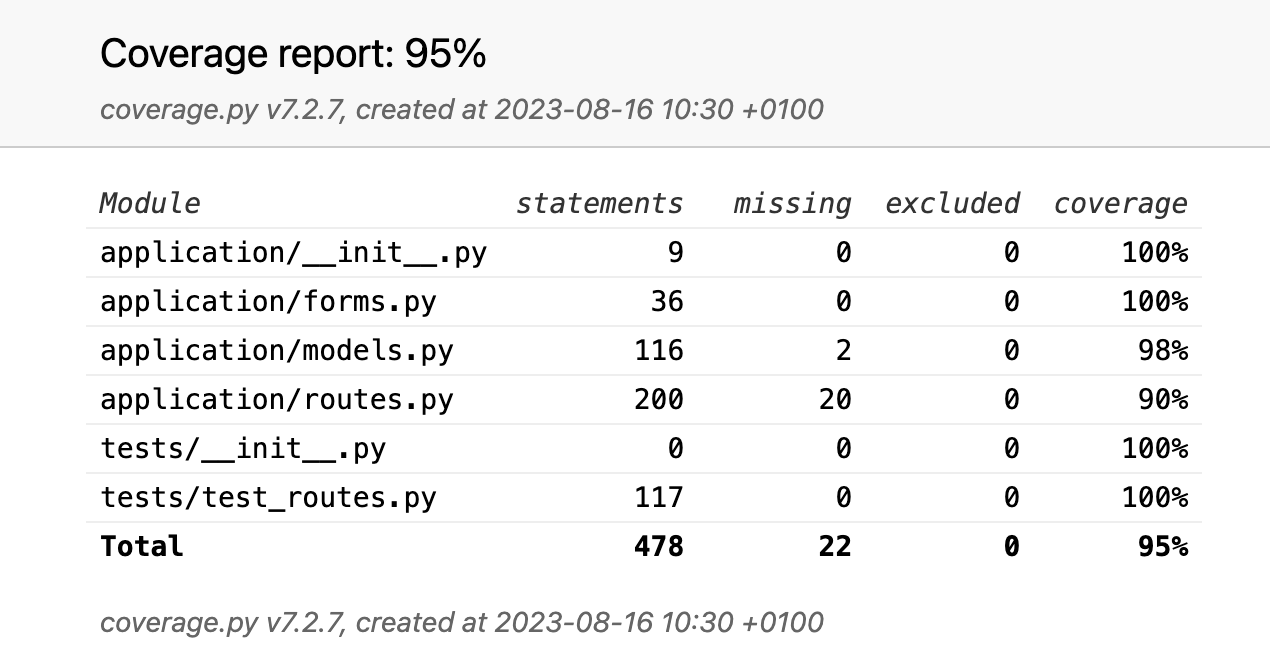 Coverage report: 95%
coverage.py v7.2.7, created at 2023-08-16 10:30 +0100
Module statements missing excluded coverage
application/__init__.py 9 0 0 100%
application/forms.py 36 0 0 100%
application/models.py 116 2 0 98%
application/routes.py 200 20 0 90%
tests/__init__.py 0 0 0 100%
tests/test_routes.py 117 0 0 100%
Total 478 22 0 95%
coverage.py v7.2.7, created at 2023-08-16 10:30 +0100